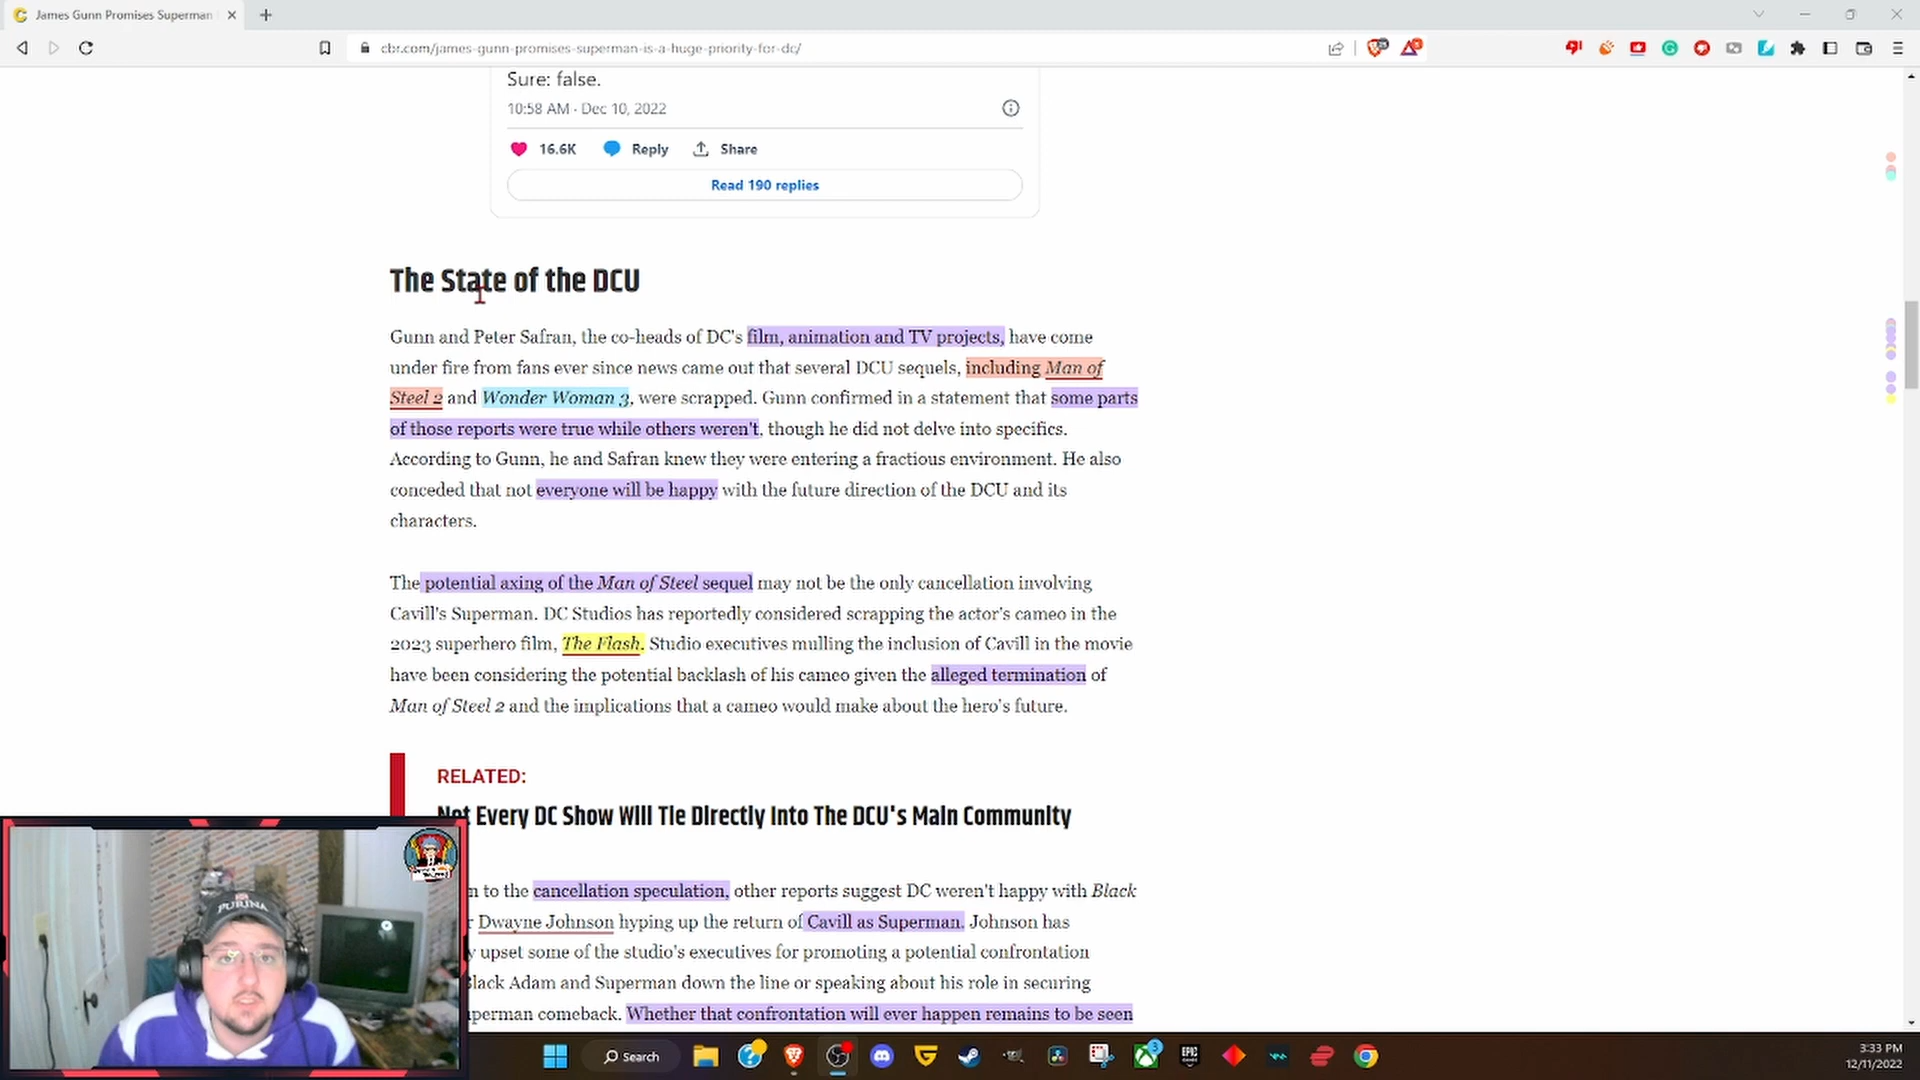 James Gunn Promises Superman
cbr.com/james-gunn-promises-superman-is-a-huge-priority-for-dc/
Sure: false.
10:58 AM · Dec 10, 2022
16.6K Reply Share
Read 190 replies
The State of the DCU
Gunn and Peter Safran, the co-heads of DC's film, animation and TV projects, have come
under fire from fans ever since news came out that several DCU sequels, including Man of
Steel 2 and Wonder Woman 3, were scrapped. Gunn confirmed in a statement that some parts
of those reports were true while others weren't, though he did not delve into specifics.
According to Gunn, he and Safran knew they were entering a fractious environment. He also
conceded that not everyone will be happy with the future direction of the DCU and its
characters.
The potential axing of the Man of Steel sequel may not be the only cancellation involving
Cavill's Superman. DC Studios has reportedly considered scrapping the actor's cameo in the
2023 superhero film, The Flash. Studio executives mulling the inclusion of Cavill in the movie
have been considering the potential backlash of his cameo given the alleged termination of
Man of Steel 2 and the implications that a cameo would make about the hero's future.
RELATED:
Not Every DC Show Will Tie Directly Into The DCU's Main Community
n to the cancellation speculation, other reports suggest DC weren't happy with Black
r Dwayne Johnson hyping up the return of Cavill as Superman. Johnson has
y upset some of the studio's executives for promoting a potential confrontation
Black Adam and Superman down the line or speaking about his role in securing
perman comeback. Whether that confrontation will ever happen remains to be seen
PURINA
Search
EPIC
3
3:33 PM
12/11/2022